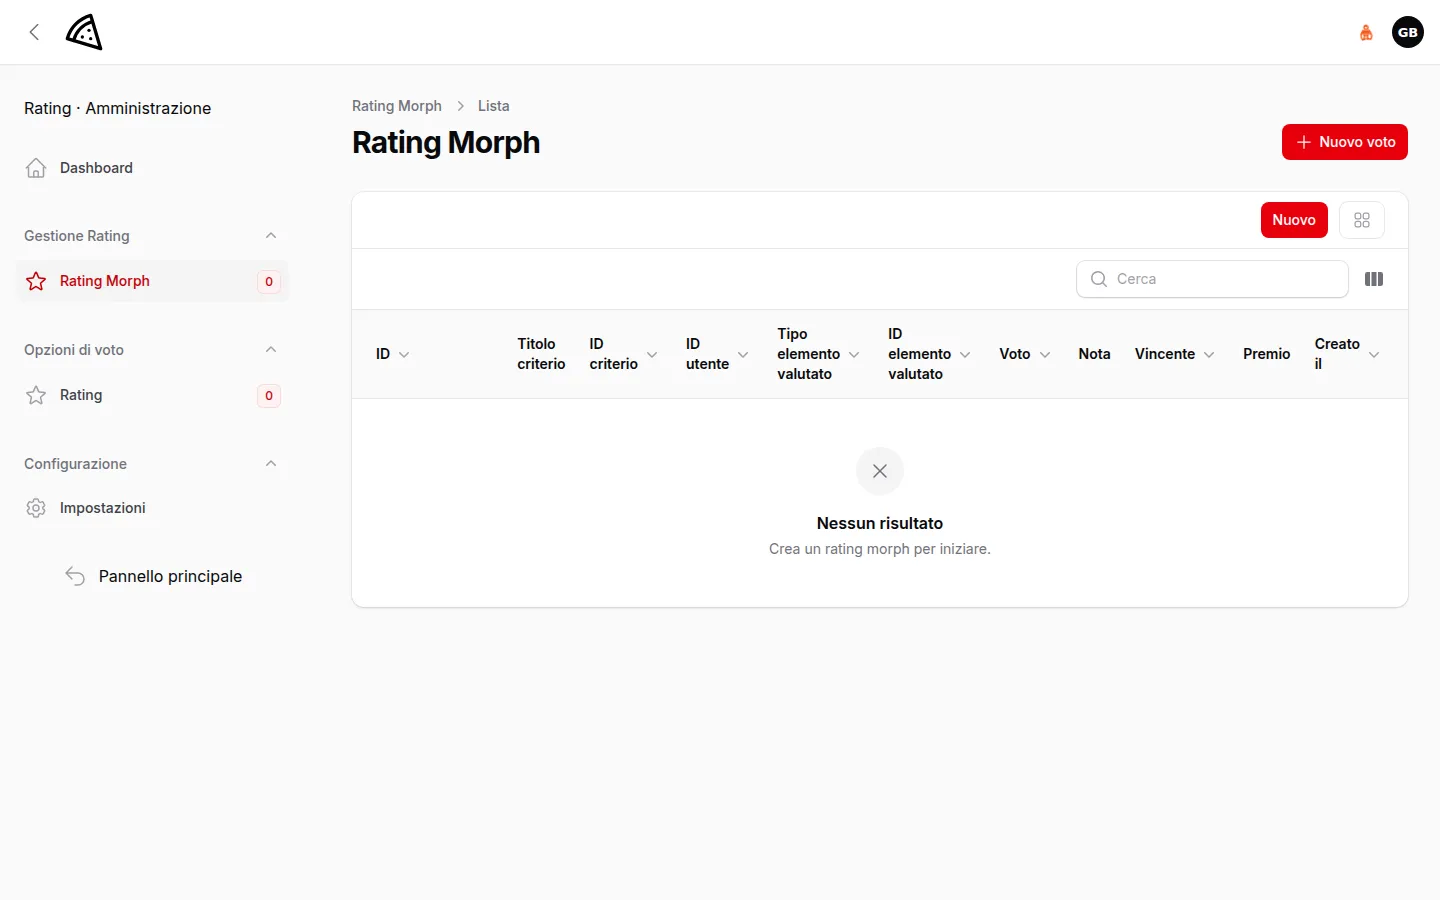 GB
Rating · Amministrazione
Dashboard
Gestione Rating
Rating Morph 0
Opzioni di voto
Rating 0
Configurazione
Impostazioni
Pannello principale
Rating Morph Lista
Rating Morph
Nuovo voto
Nuovo
Cerca
ID
Titolo
criterio
ID
criterio
ID
utente
Tipo
elemento
valutato
ID
elemento
valutato
Voto
Nota
Vincente
Premio
Creato
il
Nessun risultato
Crea un rating morph per iniziare.